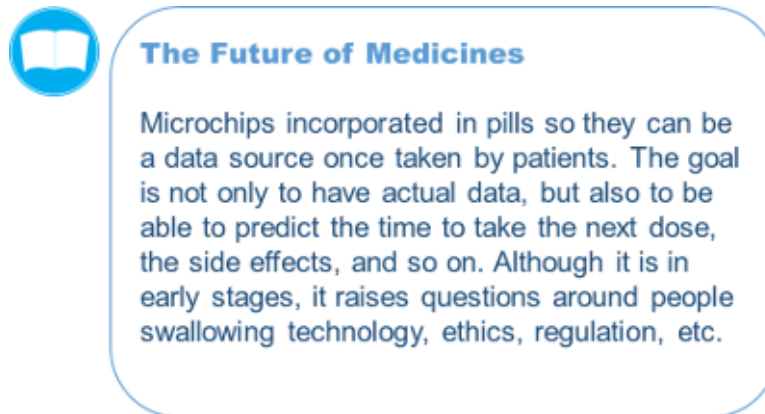 The Future of Medicines
Microchips incorporated in pills so they can be
a data source once taken by patients. The goal
is not only to have actual data, but also to be
able to predict the time to take the next dose,
the side effects, and so on. Although it is in
early stages, it raises questions around people
swallowing technology, ethics, regulation, etc.